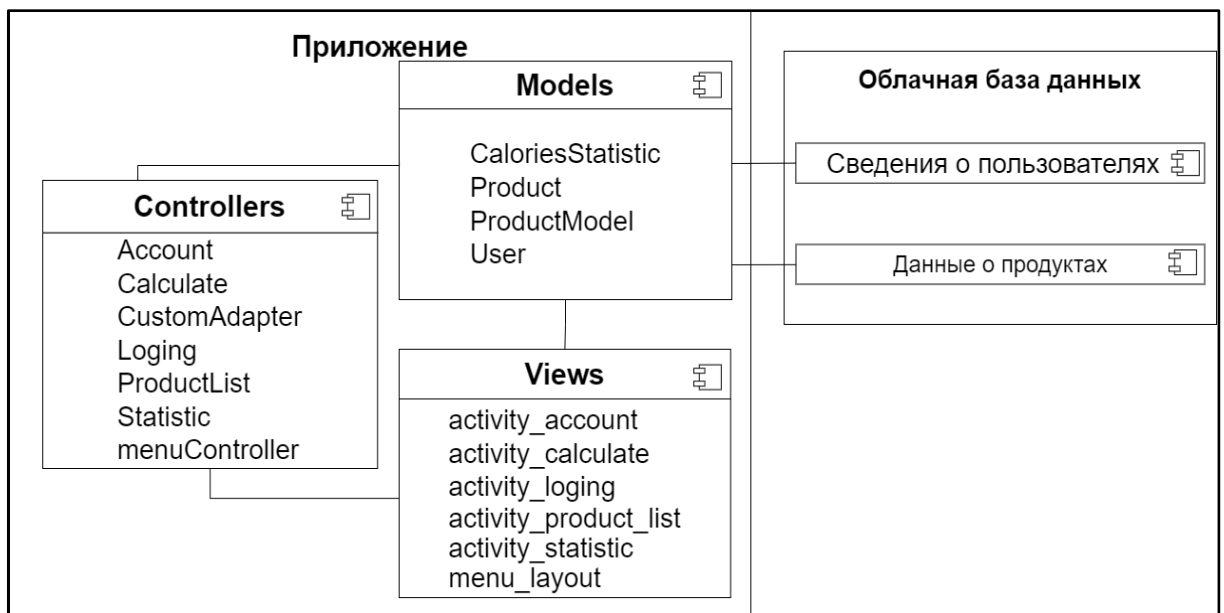 Приложение
Models
CaloriesStatistic
Product
ProductModel
User
Controllers
Account
Calculate
CustomAdapter
Loging
ProductList
Statistic
menuController
Views
activity_account
activity_calculate
activity_loging
activity_product_list
activity_statistic
menu_layout
Облачная база данных
Сведения о пользователях
Данные о продуктах